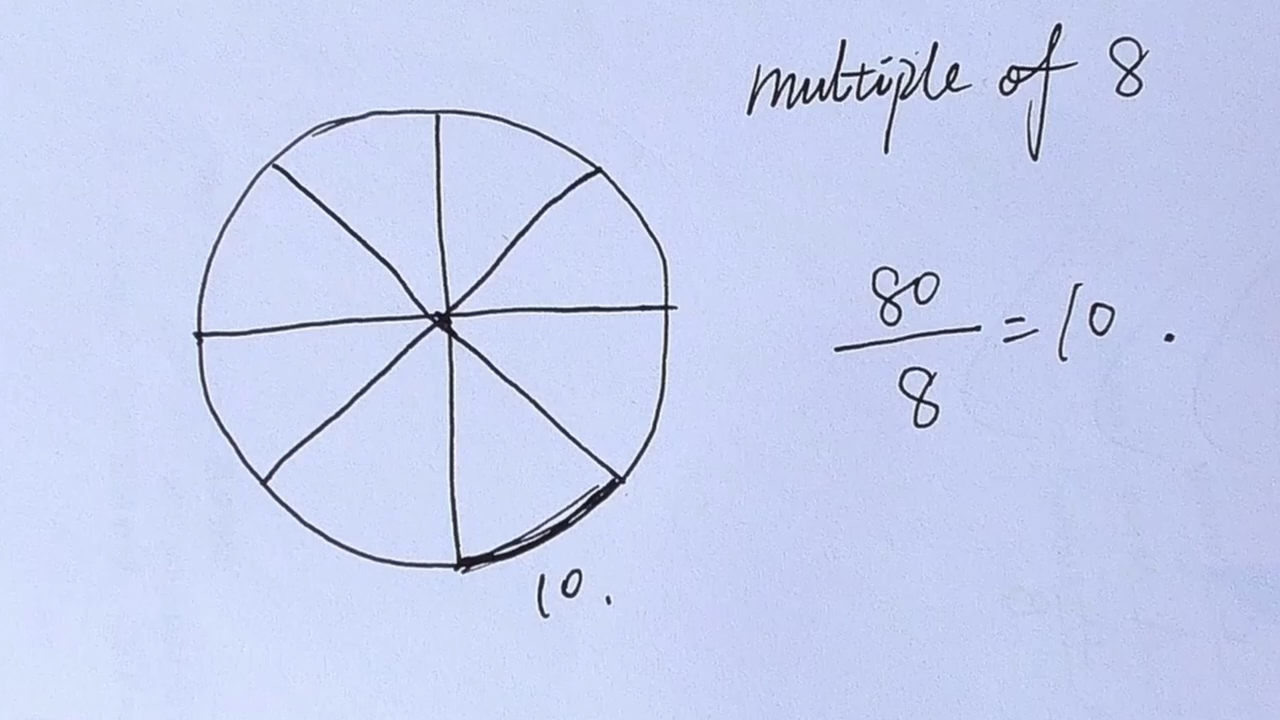 multiple of 8
80/8 = 10 .
10 .